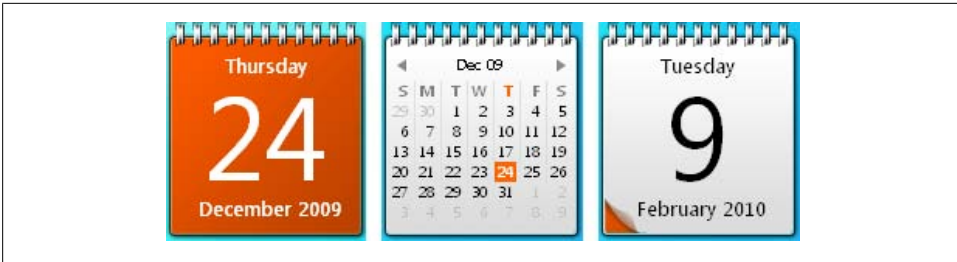 Thursday
24
December 2009
Dec 09
S M T W T F S
29 30 1 2 3 4 5
6 7 8 9 10 11 12
13 14 15 16 17 18 19
20 21 22 23 24 25 26
27 28 29 30 31 1 2
3 4 5 6 7 8 9
Tuesday
9
February 2010